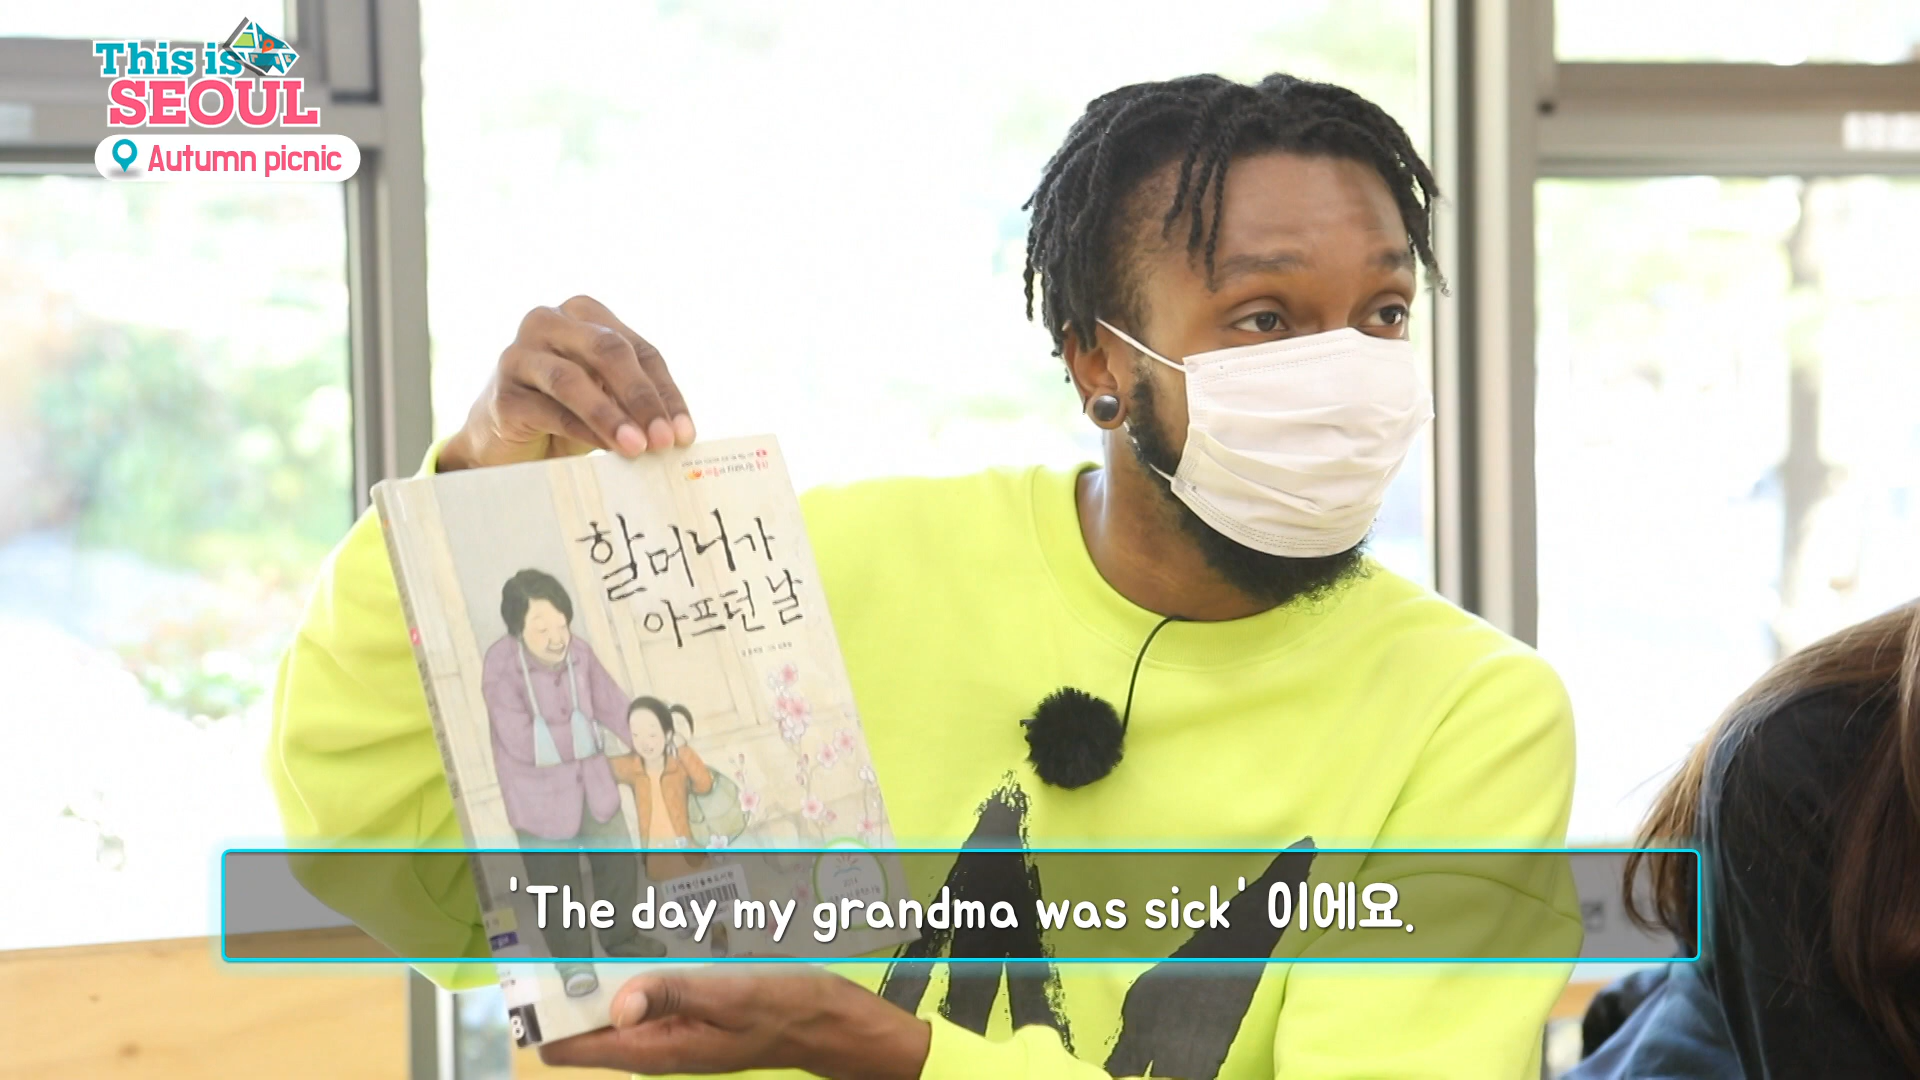 This is
SEOUL
Autumn picnic
할머니가
아프던 날
8
'The day my grandma was sick' 이에요.